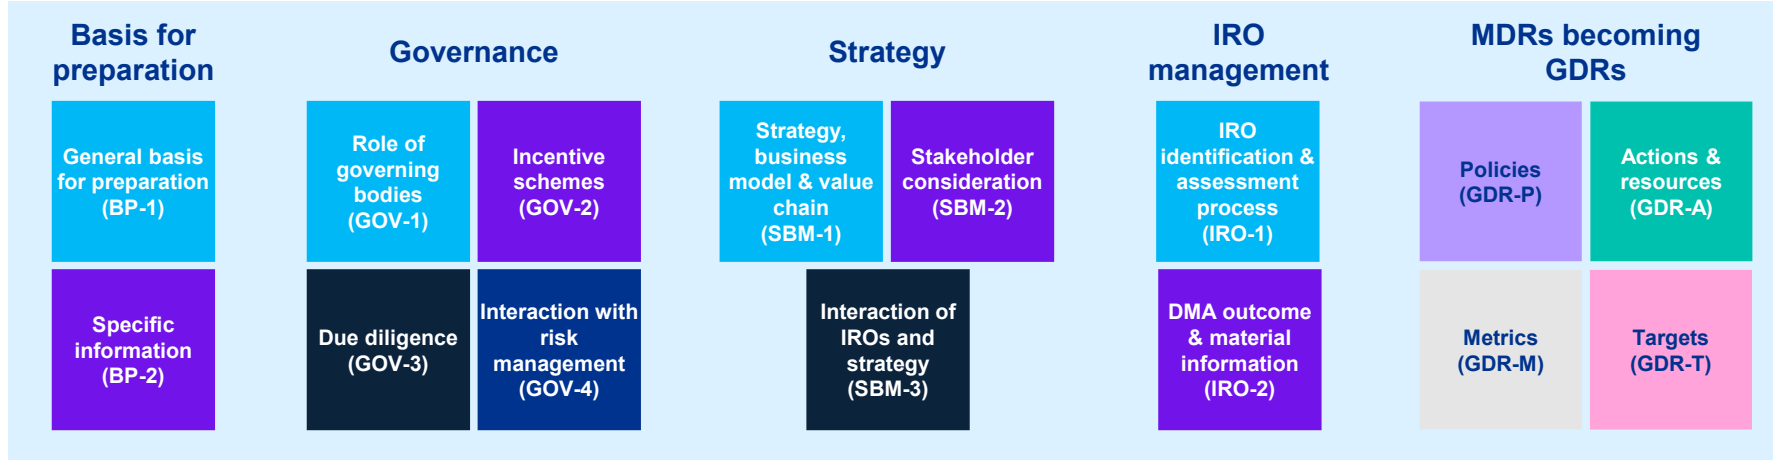 Basis for
preparation
General basis
for preparation
(BP-1)
Specific
information
(BP-2)
Governance
Role of
governing
bodies
(GOV-1)
Incentive
schemes
(GOV-2)
Due diligence
(GOV-3)
Interaction with
risk
management
(GOV-4)
Strategy
Strategy,
business
model & value
chain
(SBM-1)
Stakeholder
consideration
(SBM-2)
Interaction of
IROs and
strategy
(SBM-3)
IRO
management
IRO
identification &
assessment
process
(IRO-1)
DMA outcome
& material
information
(IRO-2)
MDRs becoming
GDRs
Policies
(GDR-P)
Actions &
resources
(GDR-A)
Metrics
(GDR-M)
Targets
(GDR-T)